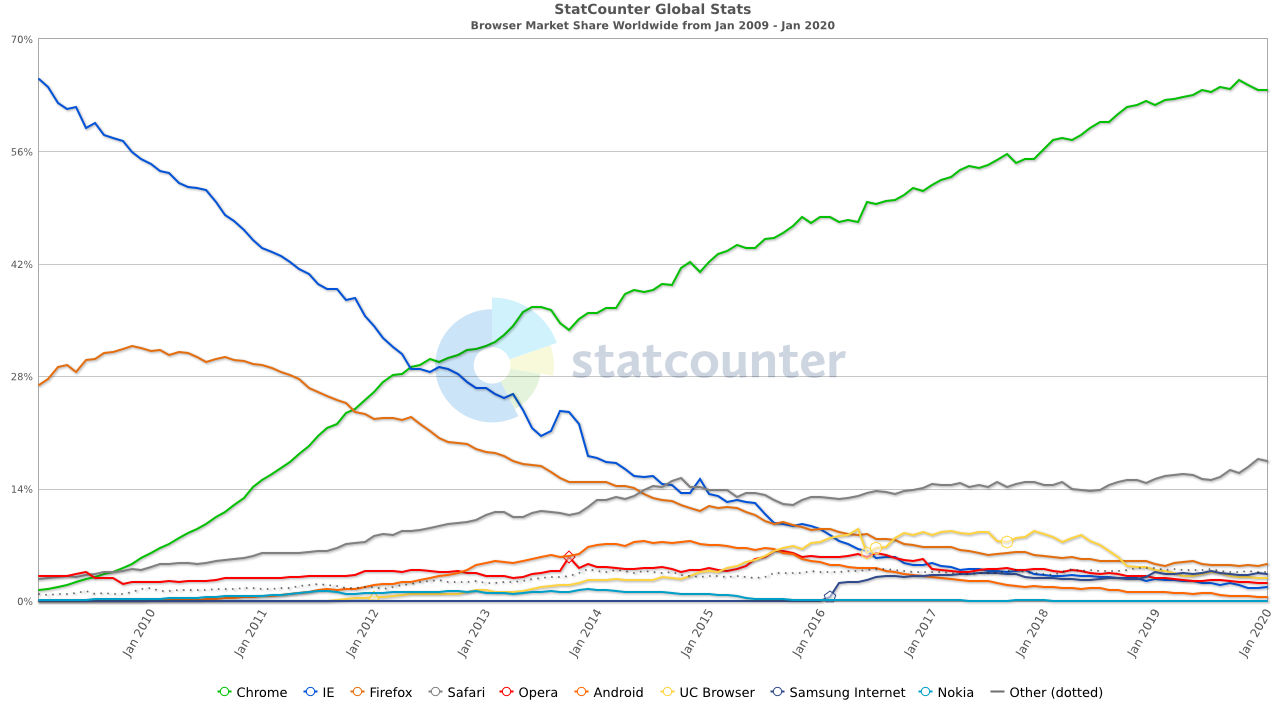 StatCounter Global Stats
Browser Market Share Worldwide from Jan 2009 - Jan 2020
70%
56%
42%
28%
14%
0%
statcounter
Jan 2010 Jan 2011 Jan 2012 Jan 2013 Jan 2014 Jan 2015 Jan 2016 Jan 2017 Jan 2018 Jan 2019 Jan 2020
Chrome IE Firefox Safari Opera Android UC Browser Samsung Internet Nokia Other (dotted)